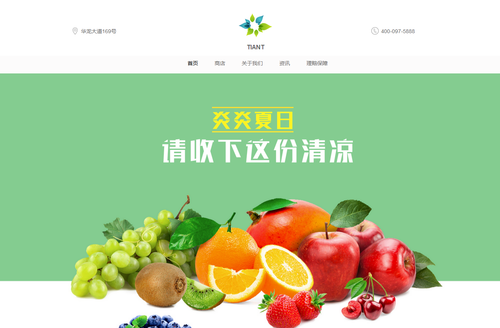 华龙大道169号
400-097-5888
TIANT
首页 商店 关于我们 资讯 理赔保障
炎炎夏日
请收下这份清凉